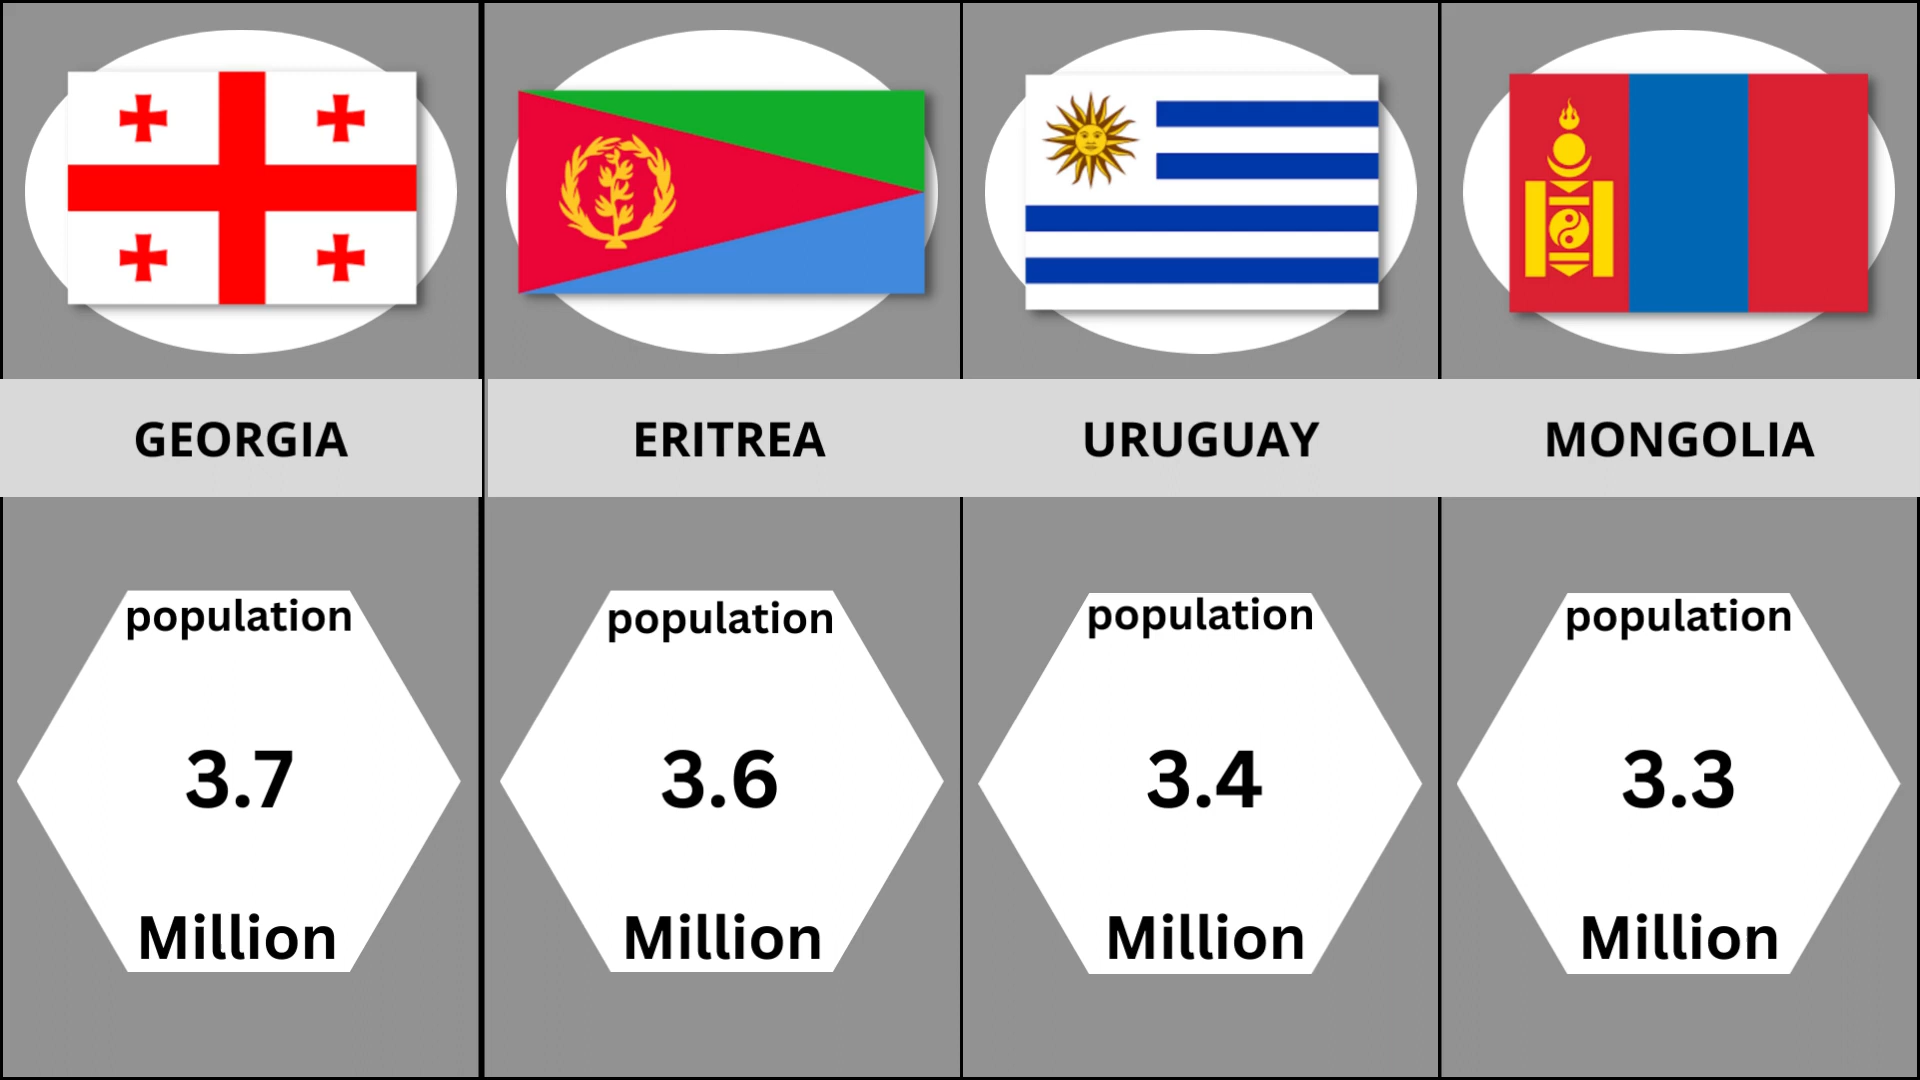 GEORGIA
ERITREA
URUGUAY
MONGOLIA
population
3.7
Million
population
3.6
Million
population
3.4
Million
population
3.3
Million